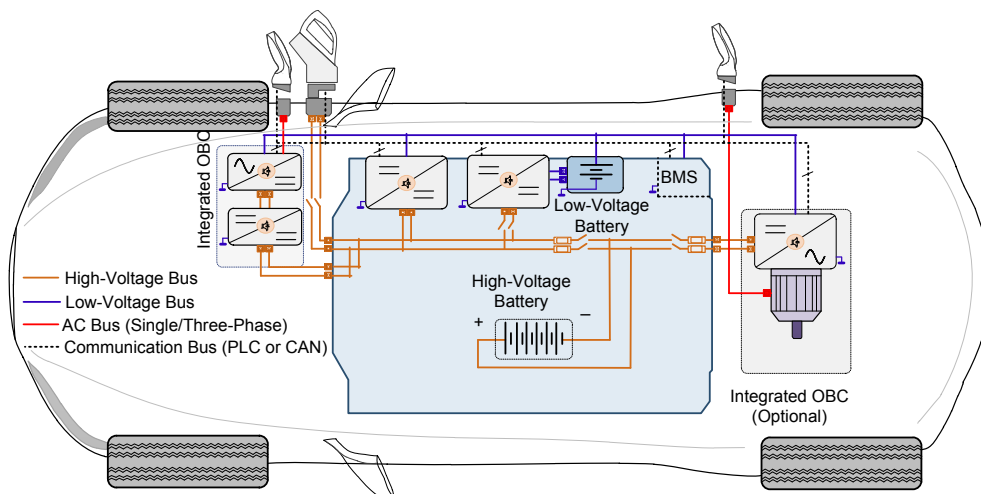 Integrated OBC
BMS
Low-Voltage
Battery
High-Voltage
Battery
+
−
High-Voltage Bus
Low-Voltage Bus
AC Bus (Single/Three-Phase)
Communication Bus (PLC or CAN)
Integrated OBC
(Optional)